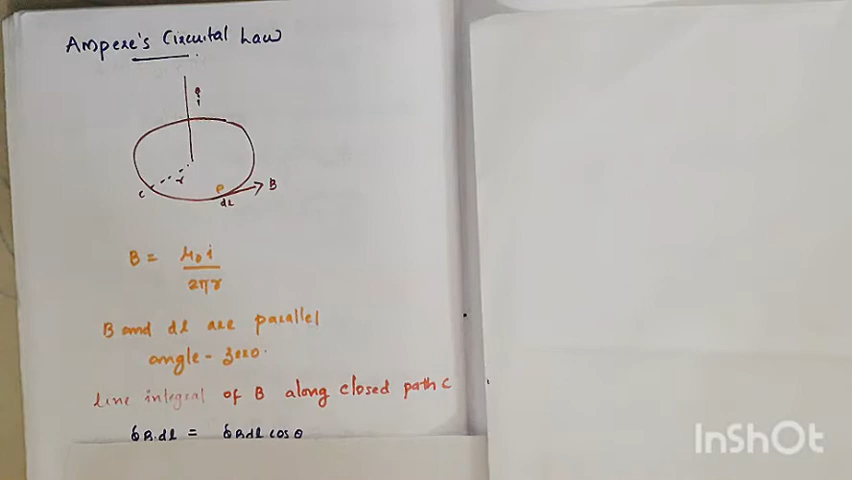 Ampere's Circuital Law
i
r
C
P
dl
B
B = μ₀i / 2πr
B and dl are parallel
angle - zero.
line integral of B along closed path C
∮B.dl = ∮Bdl cos θ
InShOt